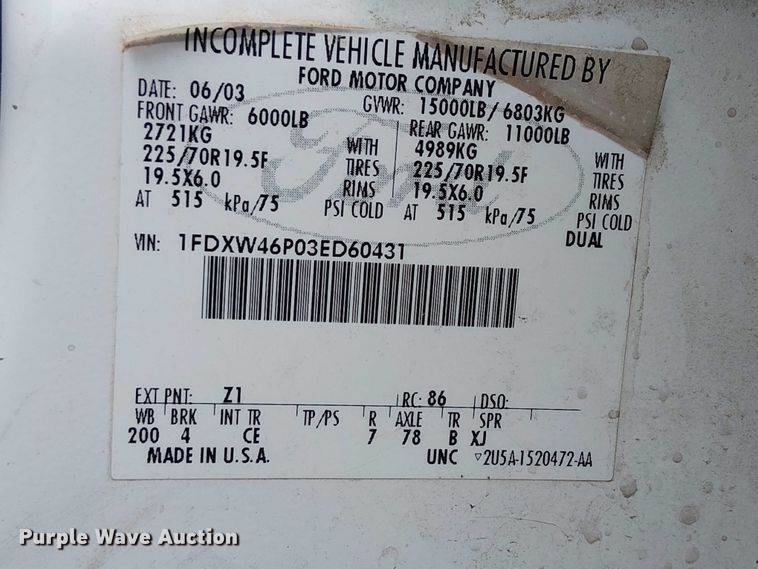 INCOMPLETE VEHICLE MANUFACTURED BY
FORD MOTOR COMPANY
DATE: 06/03 GVWR: 15000LB/6803KG
FRONT GAWR: 6000LB REAR GAWR: 11000LB
2721KG WITH 4989KG WITH
225/70R19.5F TIRES 225/70R19.5F TIRES
19.5X6.0 RIMS 19.5X6.0 RIMS
AT 515 kPa/75 PSI COLD AT 515 kPa/75 PSI COLD
DUAL
Ford
VIN: 1FDXW46P03ED60431
EXT PNT: Z1 RC: 86 DSO:
WB BRK INT TR TP/PS R AXLE TR SPR
200 4 CE 7 78 B XJ
MADE IN U.S.A. UNC ▽2U5A-1520472-AA
Purple Wave Auction